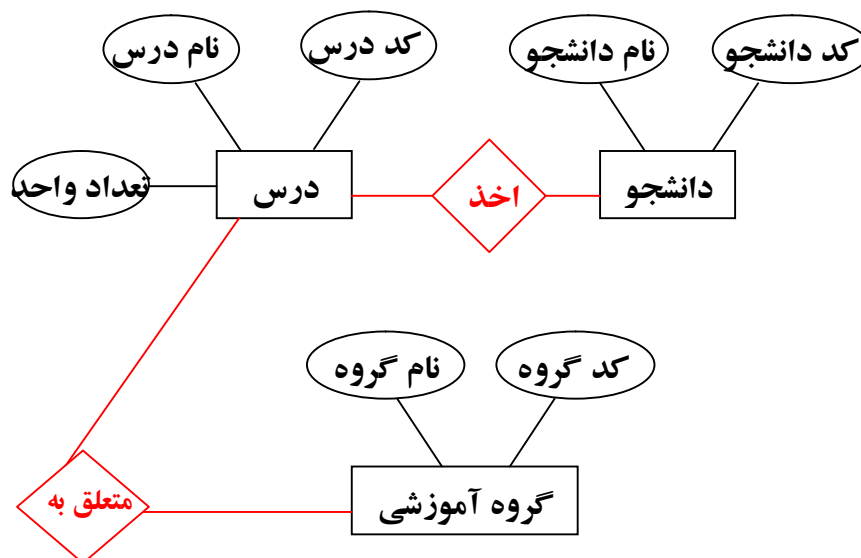 کد دانشجو
نام دانشجو
کد درس
نام درس
دانشجو
اخذ
درس
تعداد واحد
کد گروه
نام گروه
گروه آموزشی
متعلق به